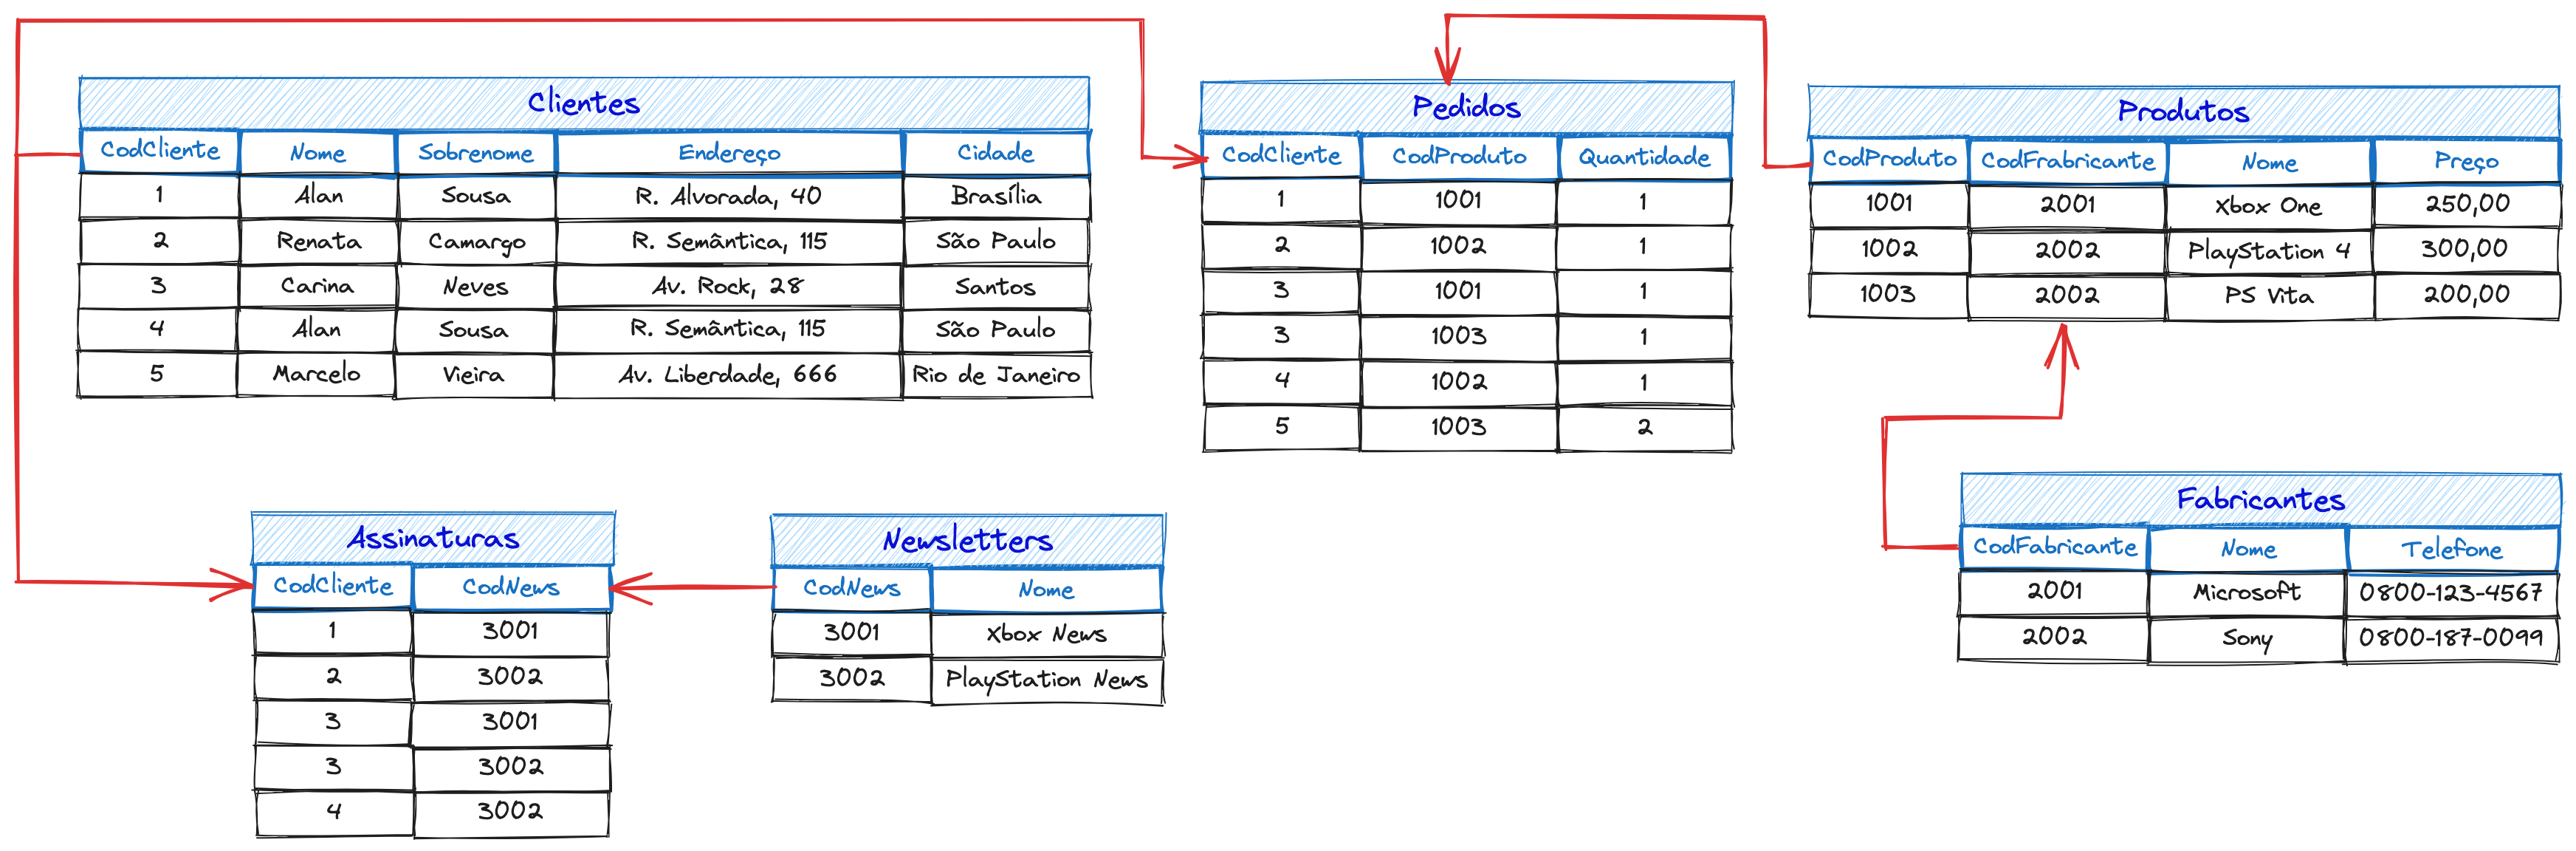 Clientes
CodCliente Nome Sobrenome Endereço Cidade
1 Alan Sousa R. Alvorada, 40 Brasília
2 Renata Camargo R. Semântica, 115 São Paulo
3 Carina Neves Av. Rock, 28 Santos
4 Alan Sousa R. Semântica, 115 São Paulo
5 Marcelo Vieira Av. Liberdade, 666 Rio de Janeiro
Pedidos
CodCliente CodProduto Quantidade
1 1001 1
2 1002 1
3 1001 1
3 1003 1
4 1002 1
5 1003 2
Produtos
CodProduto CodFrabricante Nome Preço
1001 2001 Xbox One 250,00
1002 2002 PlayStation 4 300,00
1003 2002 PS Vita 200,00
Assinaturas
CodCliente CodNews
1 3001
2 3002
3 3001
3 3002
4 3002
Newsletters
CodNews Nome
3001 Xbox News
3002 PlayStation News
Fabricantes
CodFabricante Nome Telefone
2001 Microsoft 0800-123-4567
2002 Sony 0800-187-0099